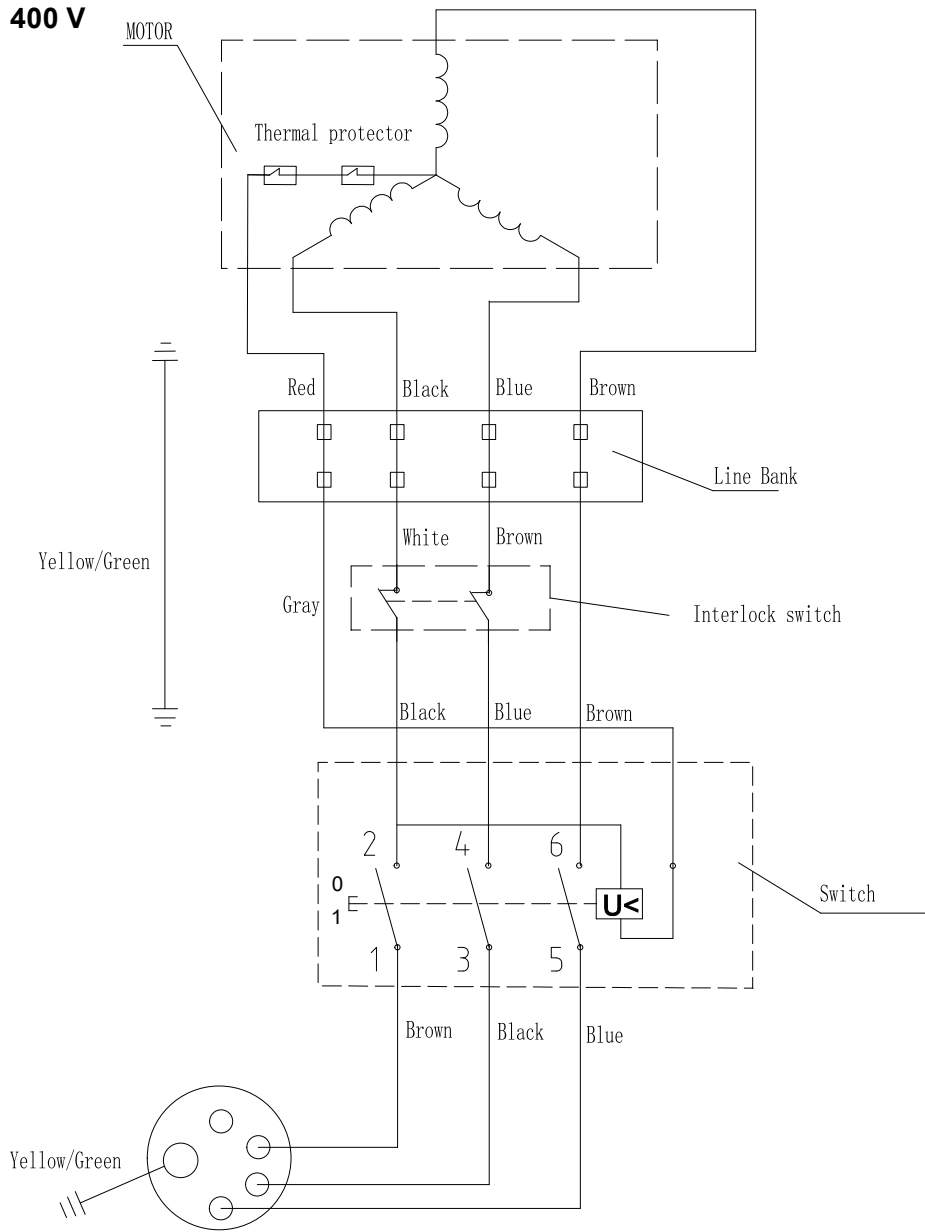 400 V
MOTOR
Thermal protector
Red
Black
Blue
Brown
Line Bank
White
Brown
Yellow/Green
Gray
Interlock switch
Black
Blue
Brown
2
4
6
0
1
U<
Switch
1
3
5
Brown
Black
Blue
Yellow/Green